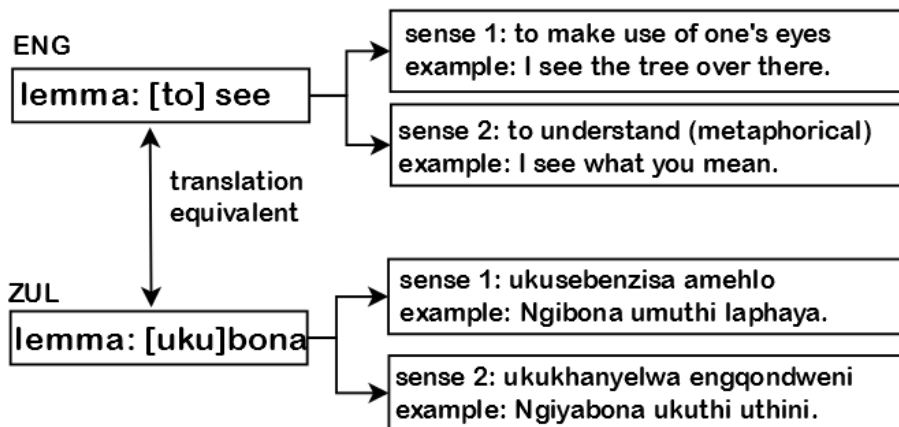 ENG
lemma: [to] see
sense 1: to make use of one's eyes
example: I see the tree over there.
sense 2: to understand (metaphorical)
example: I see what you mean.
translation
equivalent
ZUL
lemma: [uku]bona
sense 1: ukusebenzisa amehlo
example: Ngibona umuthi laphaya.
sense 2: ukukhanyelwa engqondweni
example: Ngiyabona ukuthi uthini.